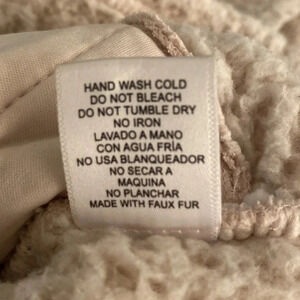 HAND WASH COLD
DO NOT BLEACH
DO NOT TUMBLE DRY
NO IRON
LAVADO A MANO
CON AGUA FRÍA
NO USA BLANQUEADOR
NO SECAR A
MAQUINA
NO PLANCHAR
MADE WITH FAUX FUR